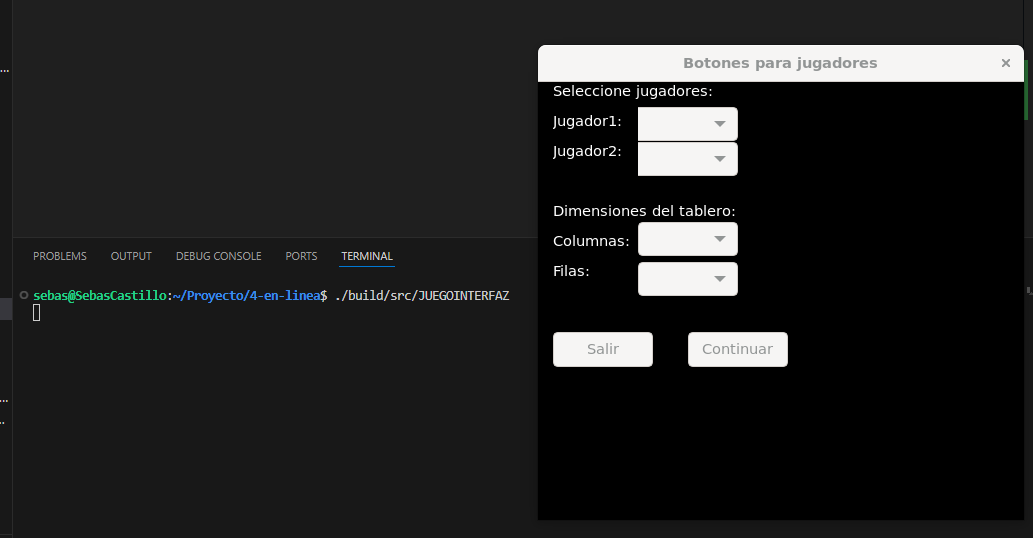 PROBLEMS OUTPUT DEBUG CONSOLE PORTS TERMINAL
sebas@SebasCastillo:~/Proyecto/4-en-linea$ ./build/src/JUEGOINTERFAZ
Botones para jugadores
Seleccione jugadores:
Jugador1:
Jugador2:
Dimensiones del tablero:
Columnas:
Filas:
Salir Continuar